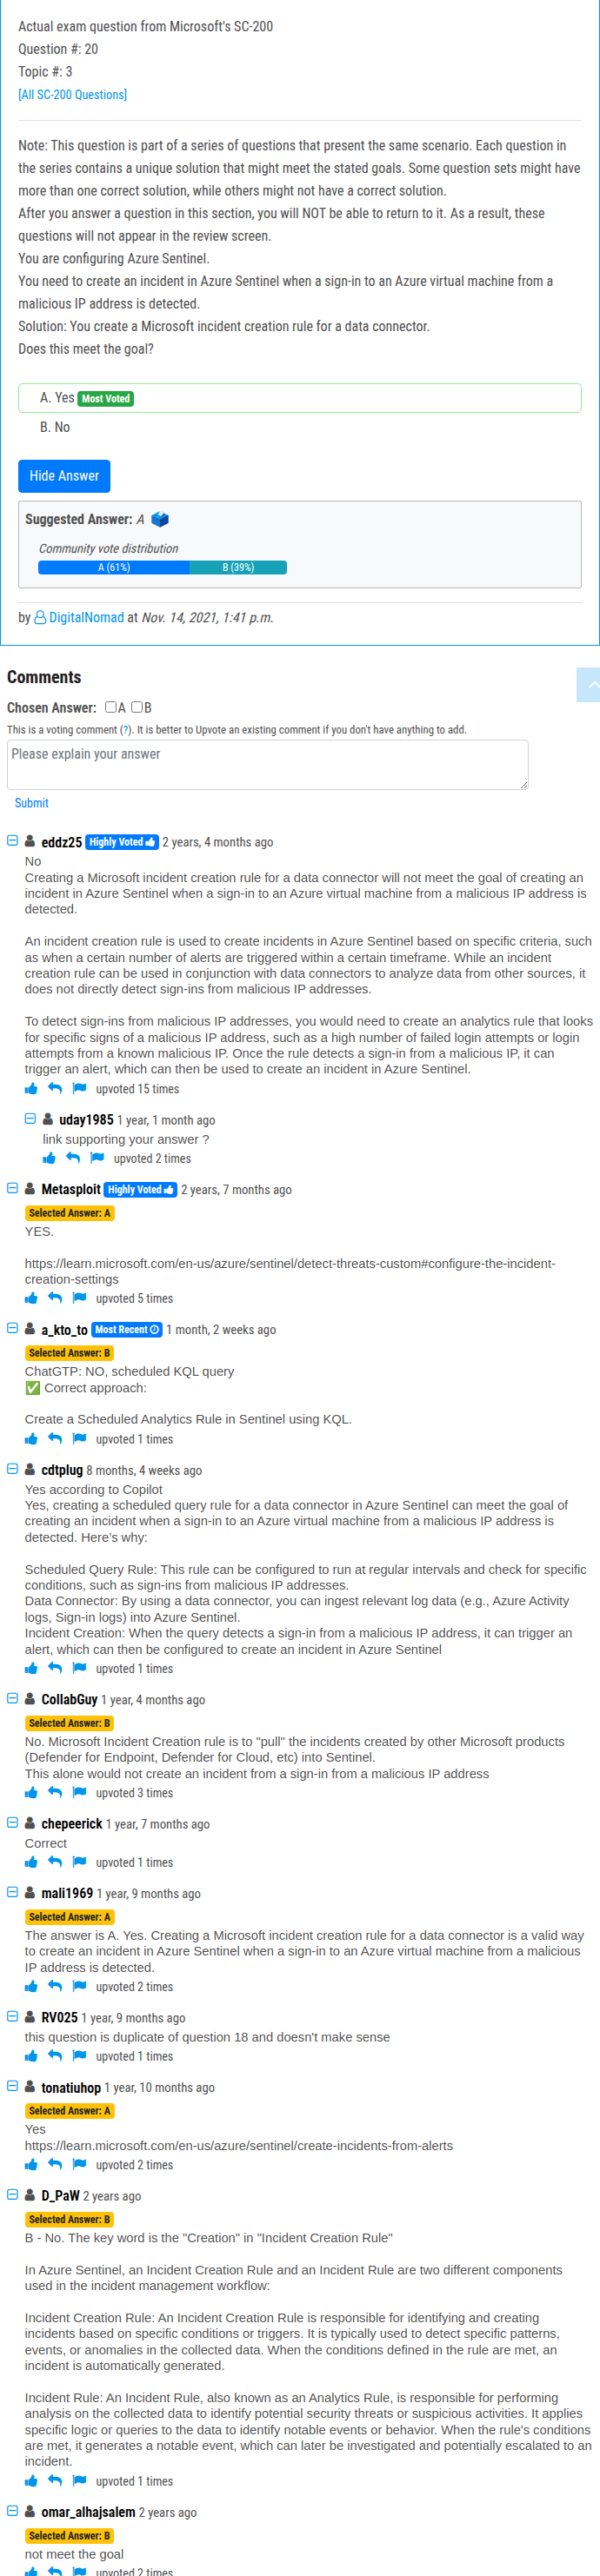 Actual exam question from Microsoft's SC-200
Question #: 20
Topic #: 3
[All SC-200 Questions]
Note: This question is part of a series of questions that present the same scenario. Each question in
the series contains a unique solution that might meet the stated goals. Some question sets might have
more than one correct solution, while others might not have a correct solution.
After you answer a question in this section, you will NOT be able to return to it. As a result, these
questions will not appear in the review screen.
You are configuring Azure Sentinel.
You need to create an incident in Azure Sentinel when a sign-in to an Azure virtual machine from a
malicious IP address is detected.
Solution: You create a Microsoft incident creation rule for a data connector.
Does this meet the goal?
A. Yes Most Voted
B. No
Hide Answer
Suggested Answer: A
Community vote distribution
A (61%) B (39%)
by DigitalNomad at Nov. 14, 2021, 1:41 p.m.
Comments
Chosen Answer: A B
This is a voting comment (?). It is better to Upvote an existing comment if you don't have anything to add.
Please explain your answer
Submit
eddz25 Highly Voted 2 years, 4 months ago
No
Creating a Microsoft incident creation rule for a data connector will not meet the goal of creating an
incident in Azure Sentinel when a sign-in to an Azure virtual machine from a malicious IP address is
detected.
An incident creation rule is used to create incidents in Azure Sentinel based on specific criteria, such
as when a certain number of alerts are triggered within a certain timeframe. While an incident
creation rule can be used in conjunction with data connectors to analyze data from other sources, it
does not directly detect sign-ins from malicious IP addresses.
To detect sign-ins from malicious IP addresses, you would need to create an analytics rule that looks
for specific signs of a malicious IP address, such as a high number of failed login attempts or login
attempts from a known malicious IP. Once the rule detects a sign-in from a malicious IP, it can
trigger an alert, which can then be used to create an incident in Azure Sentinel.
upvoted 15 times
uday1985 1 year, 1 month ago
link supporting your answer ?
upvoted 2 times
Metasploit Highly Voted 2 years, 7 months ago
Selected Answer: A
YES.
https://learn.microsoft.com/en-us/azure/sentinel/detect-threats-custom#configure-the-incident-
creation-settings
upvoted 5 times
a_kto_to Most Recent 1 month, 2 weeks ago
Selected Answer: B
ChatGTP: NO, scheduled KQL query
✅ Correct approach:
Create a Scheduled Analytics Rule in Sentinel using KQL.
upvoted 1 times
cdtplug 8 months, 4 weeks ago
Yes according to Copilot
Yes, creating a scheduled query rule for a data connector in Azure Sentinel can meet the goal of
creating an incident when a sign-in to an Azure virtual machine from a malicious IP address is
detected. Here's why:
Scheduled Query Rule: This rule can be configured to run at regular intervals and check for specific
conditions, such as sign-ins from malicious IP addresses.
Data Connector: By using a data connector, you can ingest relevant log data (e.g., Azure Activity
logs, Sign-in logs) into Azure Sentinel.
Incident Creation: When the query detects a sign-in from a malicious IP address, it can trigger an
alert, which can then be configured to create an incident in Azure Sentinel
upvoted 1 times
CollabGuy 1 year, 4 months ago
Selected Answer: B
No. Microsoft Incident Creation rule is to "pull" the incidents created by other Microsoft products
(Defender for Endpoint, Defender for Cloud, etc) into Sentinel.
This alone would not create an incident from a sign-in from a malicious IP address
upvoted 3 times
chepeerick 1 year, 7 months ago
Correct
upvoted 1 times
mali1969 1 year, 9 months ago
Selected Answer: A
The answer is A. Yes. Creating a Microsoft incident creation rule for a data connector is a valid way
to create an incident in Azure Sentinel when a sign-in to an Azure virtual machine from a malicious
IP address is detected.
upvoted 2 times
RV025 1 year, 9 months ago
this question is duplicate of question 18 and doesn't make sense
upvoted 1 times
tonatiuhop 1 year, 10 months ago
Selected Answer: A
Yes
https://learn.microsoft.com/en-us/azure/sentinel/create-incidents-from-alerts
upvoted 2 times
D_PaW 2 years ago
Selected Answer: B
B - No. The key word is the "Creation" in "Incident Creation Rule"
In Azure Sentinel, an Incident Creation Rule and an Incident Rule are two different components
used in the incident management workflow:
Incident Creation Rule: An Incident Creation Rule is responsible for identifying and creating
incidents based on specific conditions or triggers. It is typically used to detect specific patterns,
events, or anomalies in the collected data. When the conditions defined in the rule are met, an
incident is automatically generated.
Incident Rule: An Incident Rule, also known as an Analytics Rule, is responsible for performing
analysis on the collected data to identify potential security threats or suspicious activities. It applies
specific logic or queries to the data to identify notable events or behavior. When the rule's conditions
are met, it generates a notable event, which can later be investigated and potentially escalated to an
incident.
upvoted 1 times
omar_alhajsalem 2 years ago
Selected Answer: B
not meet the goal
upvoted 2 times